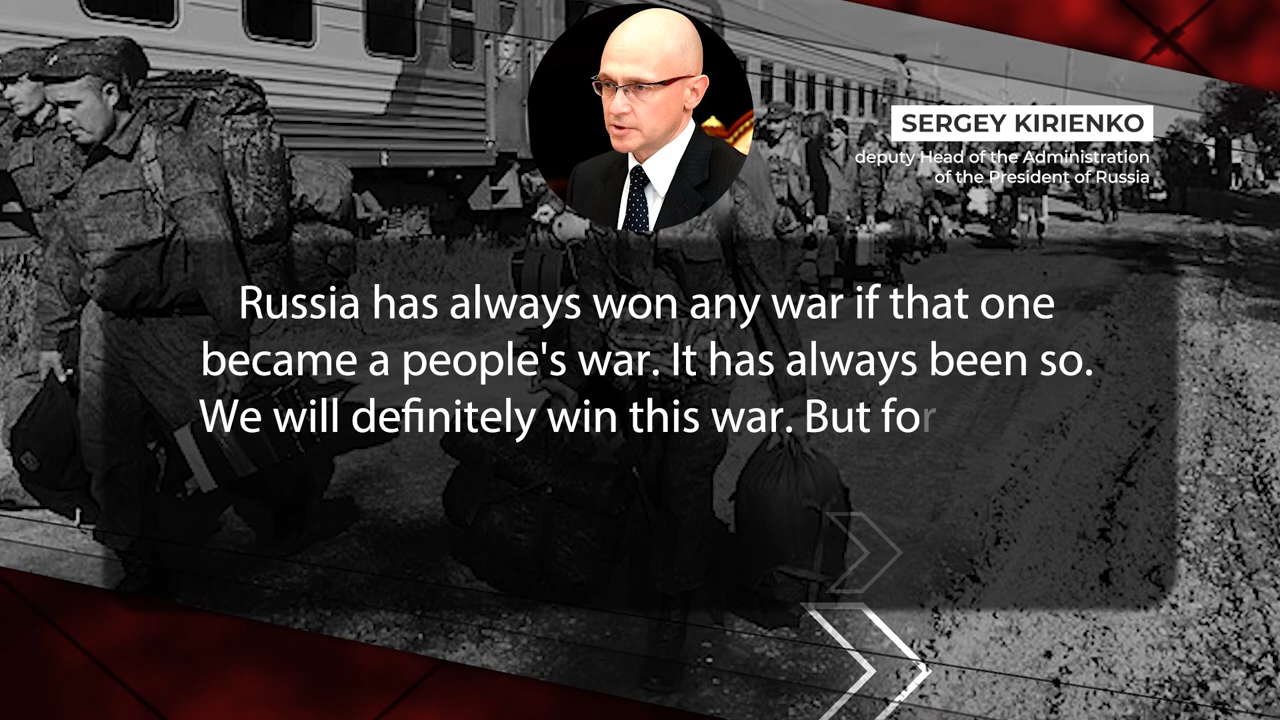 SERGEY KIRIENKO
deputy Head of the Administration
of the President of Russia
Russia has always won any war if that one
became a people's war. It has always been so.
We will definitely win this war. But for